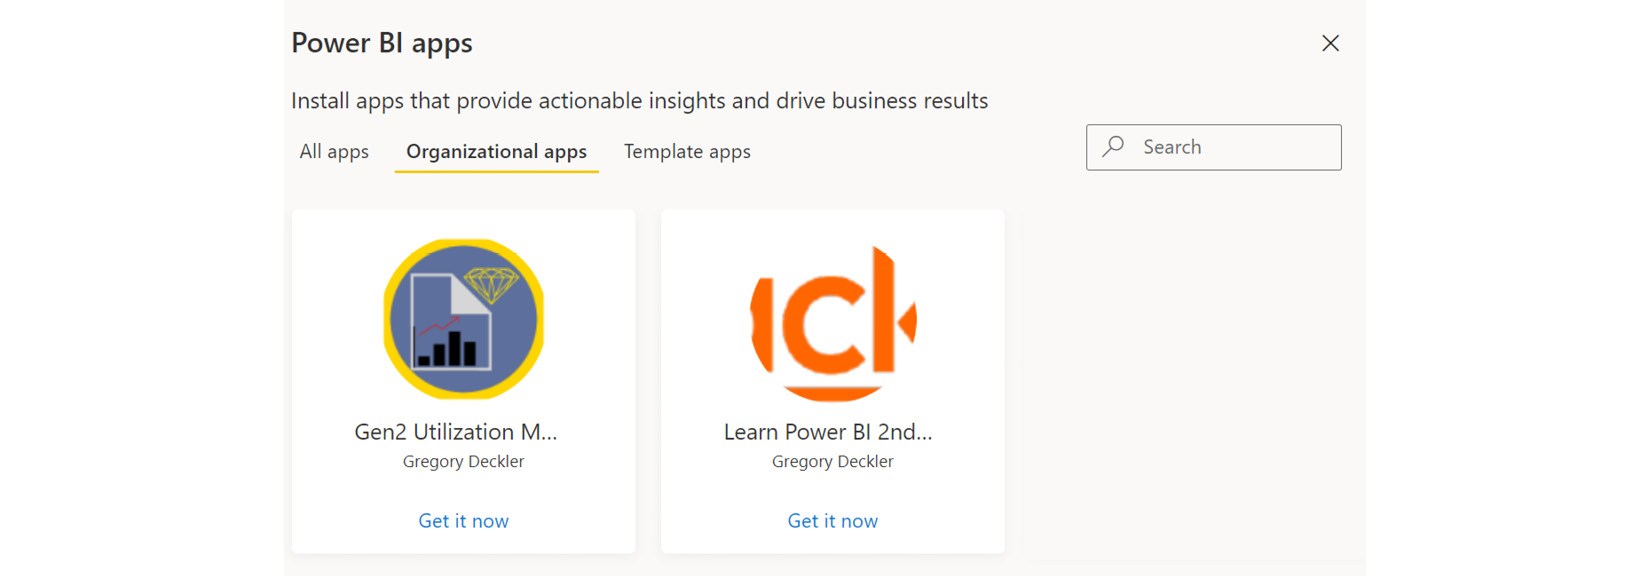 Power BI apps
Install apps that provide actionable insights and drive business results
All apps Organizational apps Template apps
Search
Gen2 Utilization M...
Gregory Deckler
Get it now
ick
Learn Power BI 2nd...
Gregory Deckler
Get it now